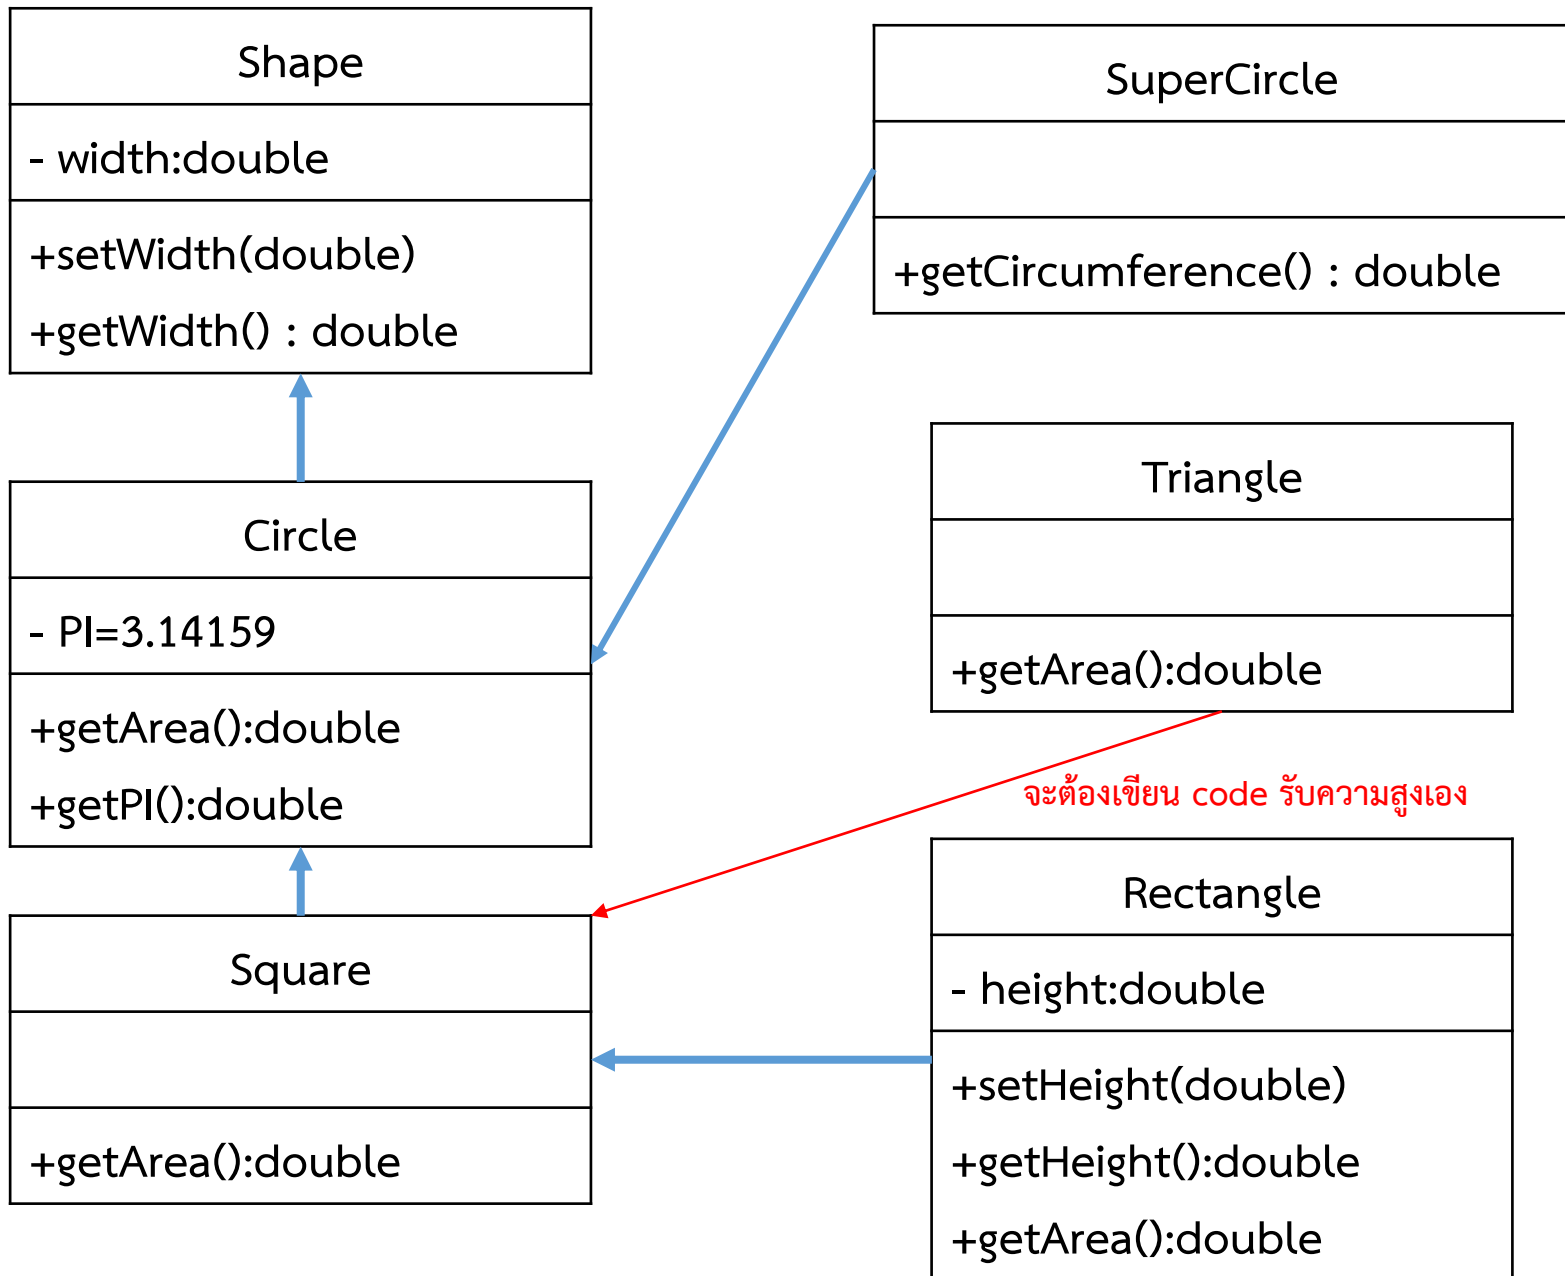 Shape
- width:double
+setWidth(double)
+getWidth() : double
Circle
- PI=3.14159
+getArea():double
+getPI():double
Square
+getArea():double
SuperCircle
+getCircumference() : double
Triangle
+getArea():double
จะต้องเขียน code รับความสูงเอง
Rectangle
- height:double
+setHeight(double)
+getHeight():double
+getArea():double